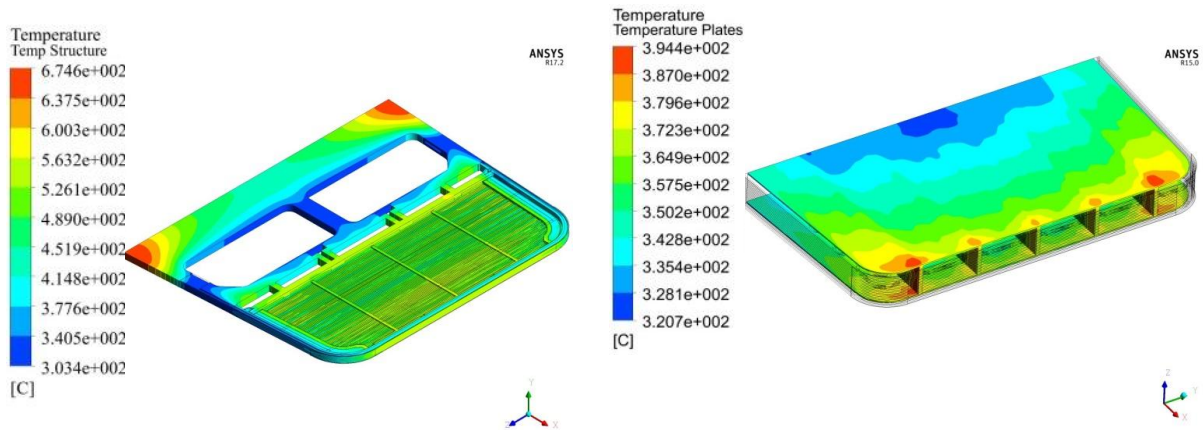 Temperature
Temp Structure
6.746e+002
6.375e+002
6.003e+002
5.632e+002
5.261e+002
4.890e+002
4.519e+002
4.148e+002
3.776e+002
3.405e+002
3.034e+002
[C]
ANSYS
R17.2
Y
Z
X
Temperature
Temperature Plates
3.944e+002
3.870e+002
3.796e+002
3.723e+002
3.649e+002
3.575e+002
3.502e+002
3.428e+002
3.354e+002
3.281e+002
3.207e+002
[C]
ANSYS
R15.0
Z
Y
X